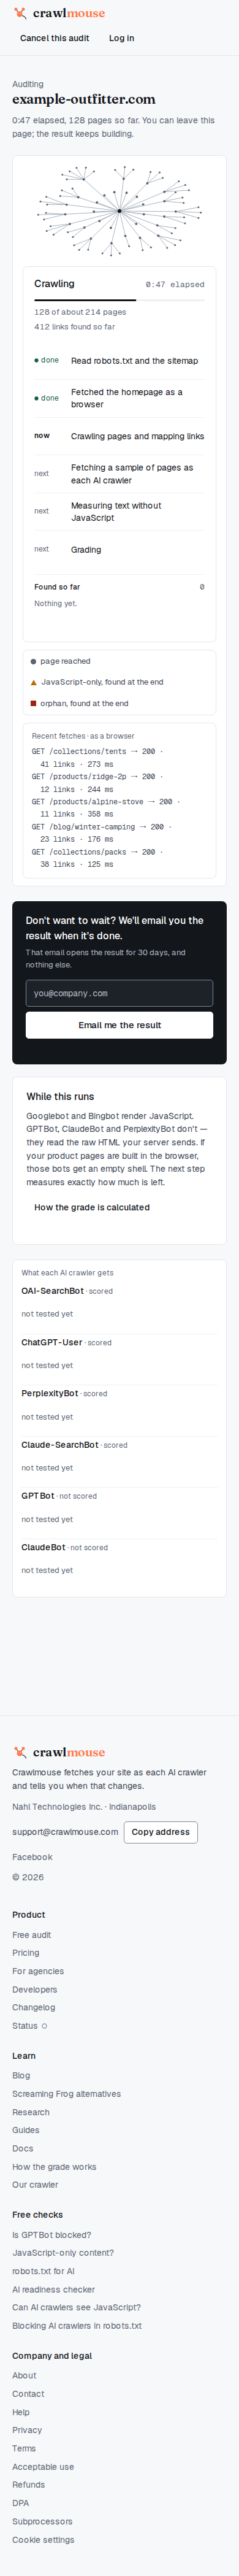 crawlmouse
Cancel this audit Log in
Auditing
example-outfitter.com
0:47 elapsed, 128 pages so far. You can leave this
page; the result keeps building.
Crawling 0:47 elapsed
128 of about 214 pages
412 links found so far
done Read robots.txt and the sitemap
done Fetched the homepage as a
browser
now Crawling pages and mapping links
next Fetching a sample of pages as
each AI crawler
next Measuring text without
JavaScript
next Grading
Found so far 0
Nothing yet.
page reached
JavaScript-only, found at the end
orphan, found at the end
Recent fetches · as a browser
GET /collections/tents → 200 ·
41 links · 273 ms
GET /products/ridge-2p → 200 ·
12 links · 244 ms
GET /products/alpine-stove → 200 ·
11 links · 358 ms
GET /blog/winter-camping → 200 ·
23 links · 176 ms
GET /collections/packs → 200 ·
38 links · 125 ms
Don't want to wait? We'll email you the
result when it's done.
That email opens the result for 30 days, and
nothing else.
you@company.com
Email me the result
While this runs
Googlebot and Bingbot render JavaScript.
GPTBot, ClaudeBot and PerplexityBot don't —
they read the raw HTML your server sends. If
your product pages are built in the browser,
those bots get an empty shell. The next step
measures exactly how much is left.
How the grade is calculated
What each AI crawler gets
OAI-SearchBot · scored
not tested yet
ChatGPT-User · scored
not tested yet
PerplexityBot · scored
not tested yet
Claude-SearchBot · scored
not tested yet
GPTBot · not scored
not tested yet
ClaudeBot · not scored
not tested yet
crawlmouse
Crawlmouse fetches your site as each AI crawler
and tells you when that changes.
Nahl Technologies Inc. · Indianapolis
support@crawlmouse.com Copy address
Facebook
© 2026
Product
Free audit
Pricing
For agencies
Developers
Changelog
Status
Learn
Blog
Screaming Frog alternatives
Research
Guides
Docs
How the grade works
Our crawler
Free checks
Is GPTBot blocked?
JavaScript-only content?
robots.txt for AI
AI readiness checker
Can AI crawlers see JavaScript?
Blocking AI crawlers in robots.txt
Company and legal
About
Contact
Help
Privacy
Terms
Acceptable use
Refunds
DPA
Subprocessors
Cookie settings